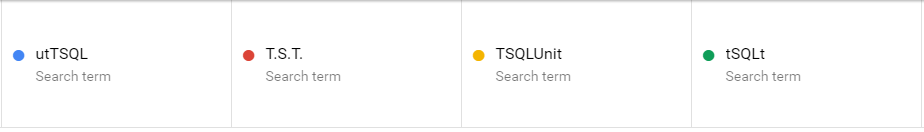 utTSQL
Search term
T.S.T.
Search term
TSQLUnit
Search term
tSQLt
Search term